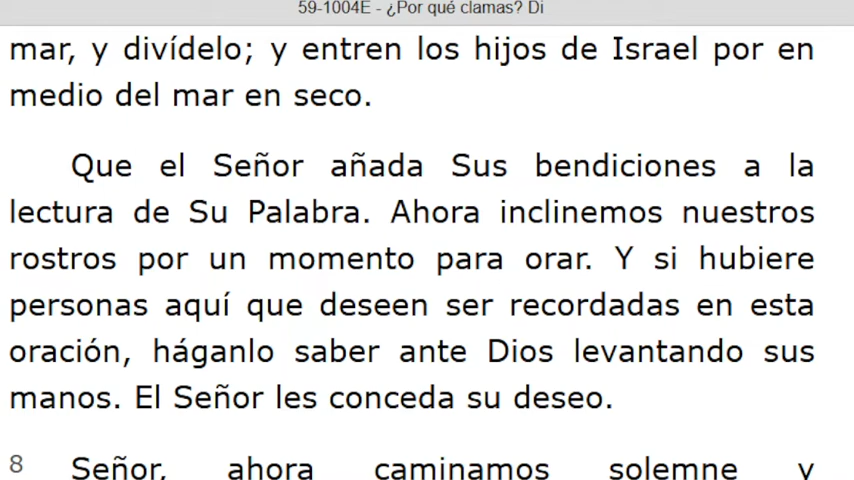 59-1004E - ¿Por qué clamas? Di
mar, y divídelo; y entren los hijos de Israel por en
medio del mar en seco.
Que el Señor añada Sus bendiciones a la
lectura de Su Palabra. Ahora inclinemos nuestros
rostros por un momento para orar. Y si hubiere
personas aquí que deseen ser recordadas en esta
oración, háganlo saber ante Dios levantando sus
manos. El Señor les conceda su deseo.
8 Señor, ahora caminamos solemne y